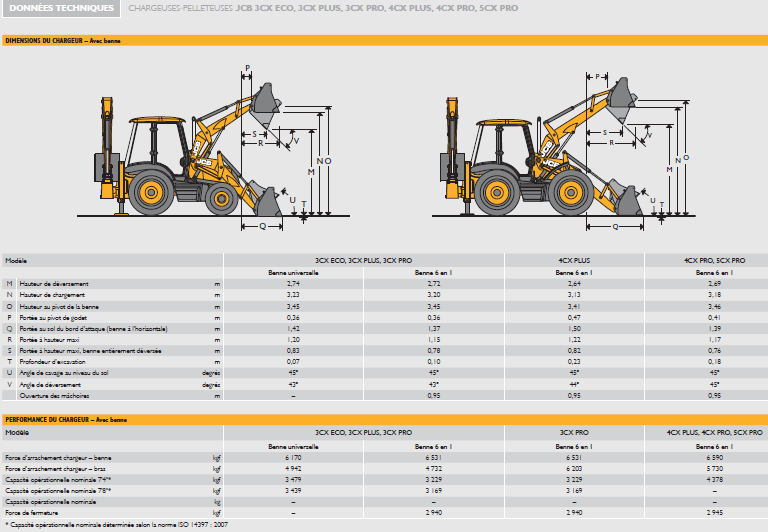 DONNÉES TECHNIQUES CHARGEUSES-PELLETEUSES JCB 3CX ECO, 3CX PLUS, 3CX PRO, 4CX PLUS, 4CX PRO, 5CX PRO
DIMENSIONS DU CHARGEUR – Avec benne
P
S
R
V
M
N O
U
T
Q
JCB
P
S
R
V
M
N
O
U
T
Q
Modèle 3CX ECO, 3CX PLUS, 3CX PRO 4CX PLUS 4CX PRO, 5CX PRO
Benne universelle Benne 6 en 1 Benne 6 en 1 Benne 6 en 1
M Hauteur de déversement m 2,74 2,72 2,64 2,69
N Hauteur de chargement m 3,23 3,20 3,13 3,18
O Hauteur au pivot de la benne m 3,45 3,45 3,41 3,46
P Portée au pivot de godet m 0,36 0,36 0,47 0,41
Q Portée au sol du bord d'attaque (benne à l'horizontale) m 1,42 1,37 1,50 1,39
R Portée à hauteur maxi m 1,20 1,15 1,22 1,17
S Portée à hauteur maxi, benne entièrement déversée m 0,83 0,78 0,82 0,76
T Profondeur d'excavation m 0,07 0,10 0,23 0,18
U Angle de cavage au niveau du sol degrés 45° 45° 45° 45°
V Angle de déversement degrés 43° 43° 44° 45°
Ouverture des mâchoires m – 0,95 0,95 0,95
PERFORMANCE DU CHARGEUR – Avec benne
Modèle 3CX ECO, 3CX PLUS, 3CX PRO 3CX PRO 4CX PLUS, 4CX PRO, 5CX PRO
Benne universelle Benne 6 en 1 Benne 6 en 1 Benne 6 en 1
Force d'arrachement chargeur – benne kgf 6 170 6 531 6 531 6 590
Force d'arrachement chargeur – bras kgf 4 942 4 732 6 203 5 730
Capacité opérationnelle nominale 74"* kgf 3 479 3 229 3 229 4 378
Capacité opérationnelle nominale 78"* kgf 3 439 3 169 3 169 –
Capacité opérationnelle nominale kg – – – –
Force de fermeture kgf – 2 940 2 940 2 945
* Capacité opérationnelle nominale déterminée selon la norme ISO 14397 : 2007